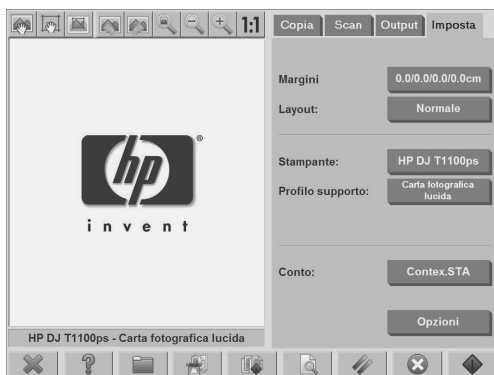 1:1
Copia Scan Output Imposta
Margini 0.0/0.0/0.0/0.0cm
Layout: Normale
Stampante: HP DJ T1100ps
Profilo supporto: Carta fotografica
lucida
Conto: Contex.STA
Opzioni
hp ®
invent
HP DJ T1100ps - Carta fotografica lucida
?